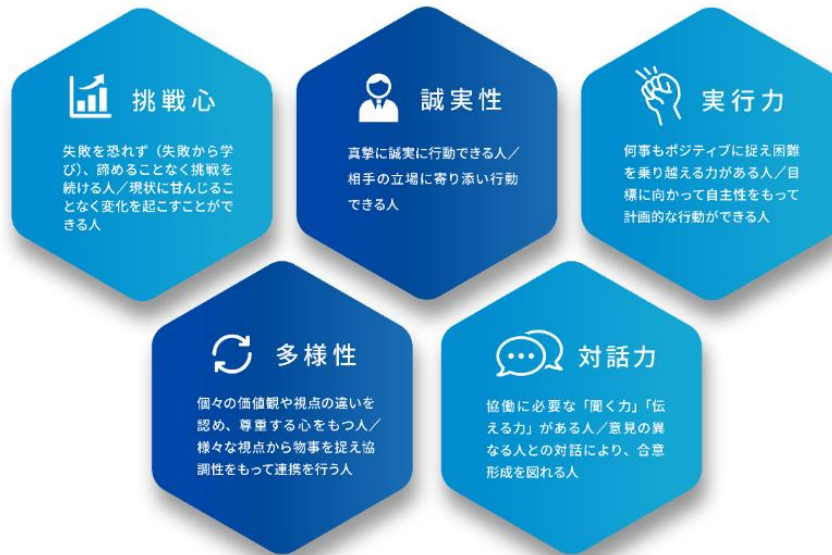 挑戦心
失敗を恐れず（失敗から学
び）、諦めることなく挑戦を
続ける人／現状に甘んじるこ
となく変化を起こすことがで
きる人
誠実性
真摯に誠実に行動できる人／
相手の立場に寄り添い行動
できる人
実行力
何事もポジティブに捉え困難
を乗り越える力がある人／目
標に向かって自主性をもって
計画的な行動ができる人
多様性
個々の価値観や視点の違いを
認め、尊重する心をもつ人／
様々な視点から物事を捉え協
調性をもって連携を行う人
対話力
協働に必要な「聞く力」「伝
える力」がある人／意見の異
なる人との対話により、合意
形成を図れる人